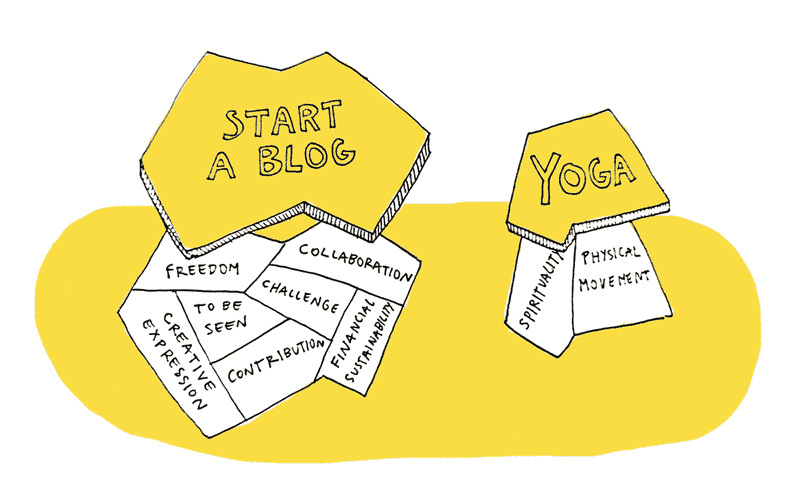 START
A BLOG
FREEDOM
COLLABORATION
TO BE
SEEN
CHALLENGE
CREATIVE
EXPRESSION
CONTRIBUTION
FINANCIAL
SUSTAINABILITY
YOGA
SPIRITUALITY
PHYSICAL
MOVEMENT